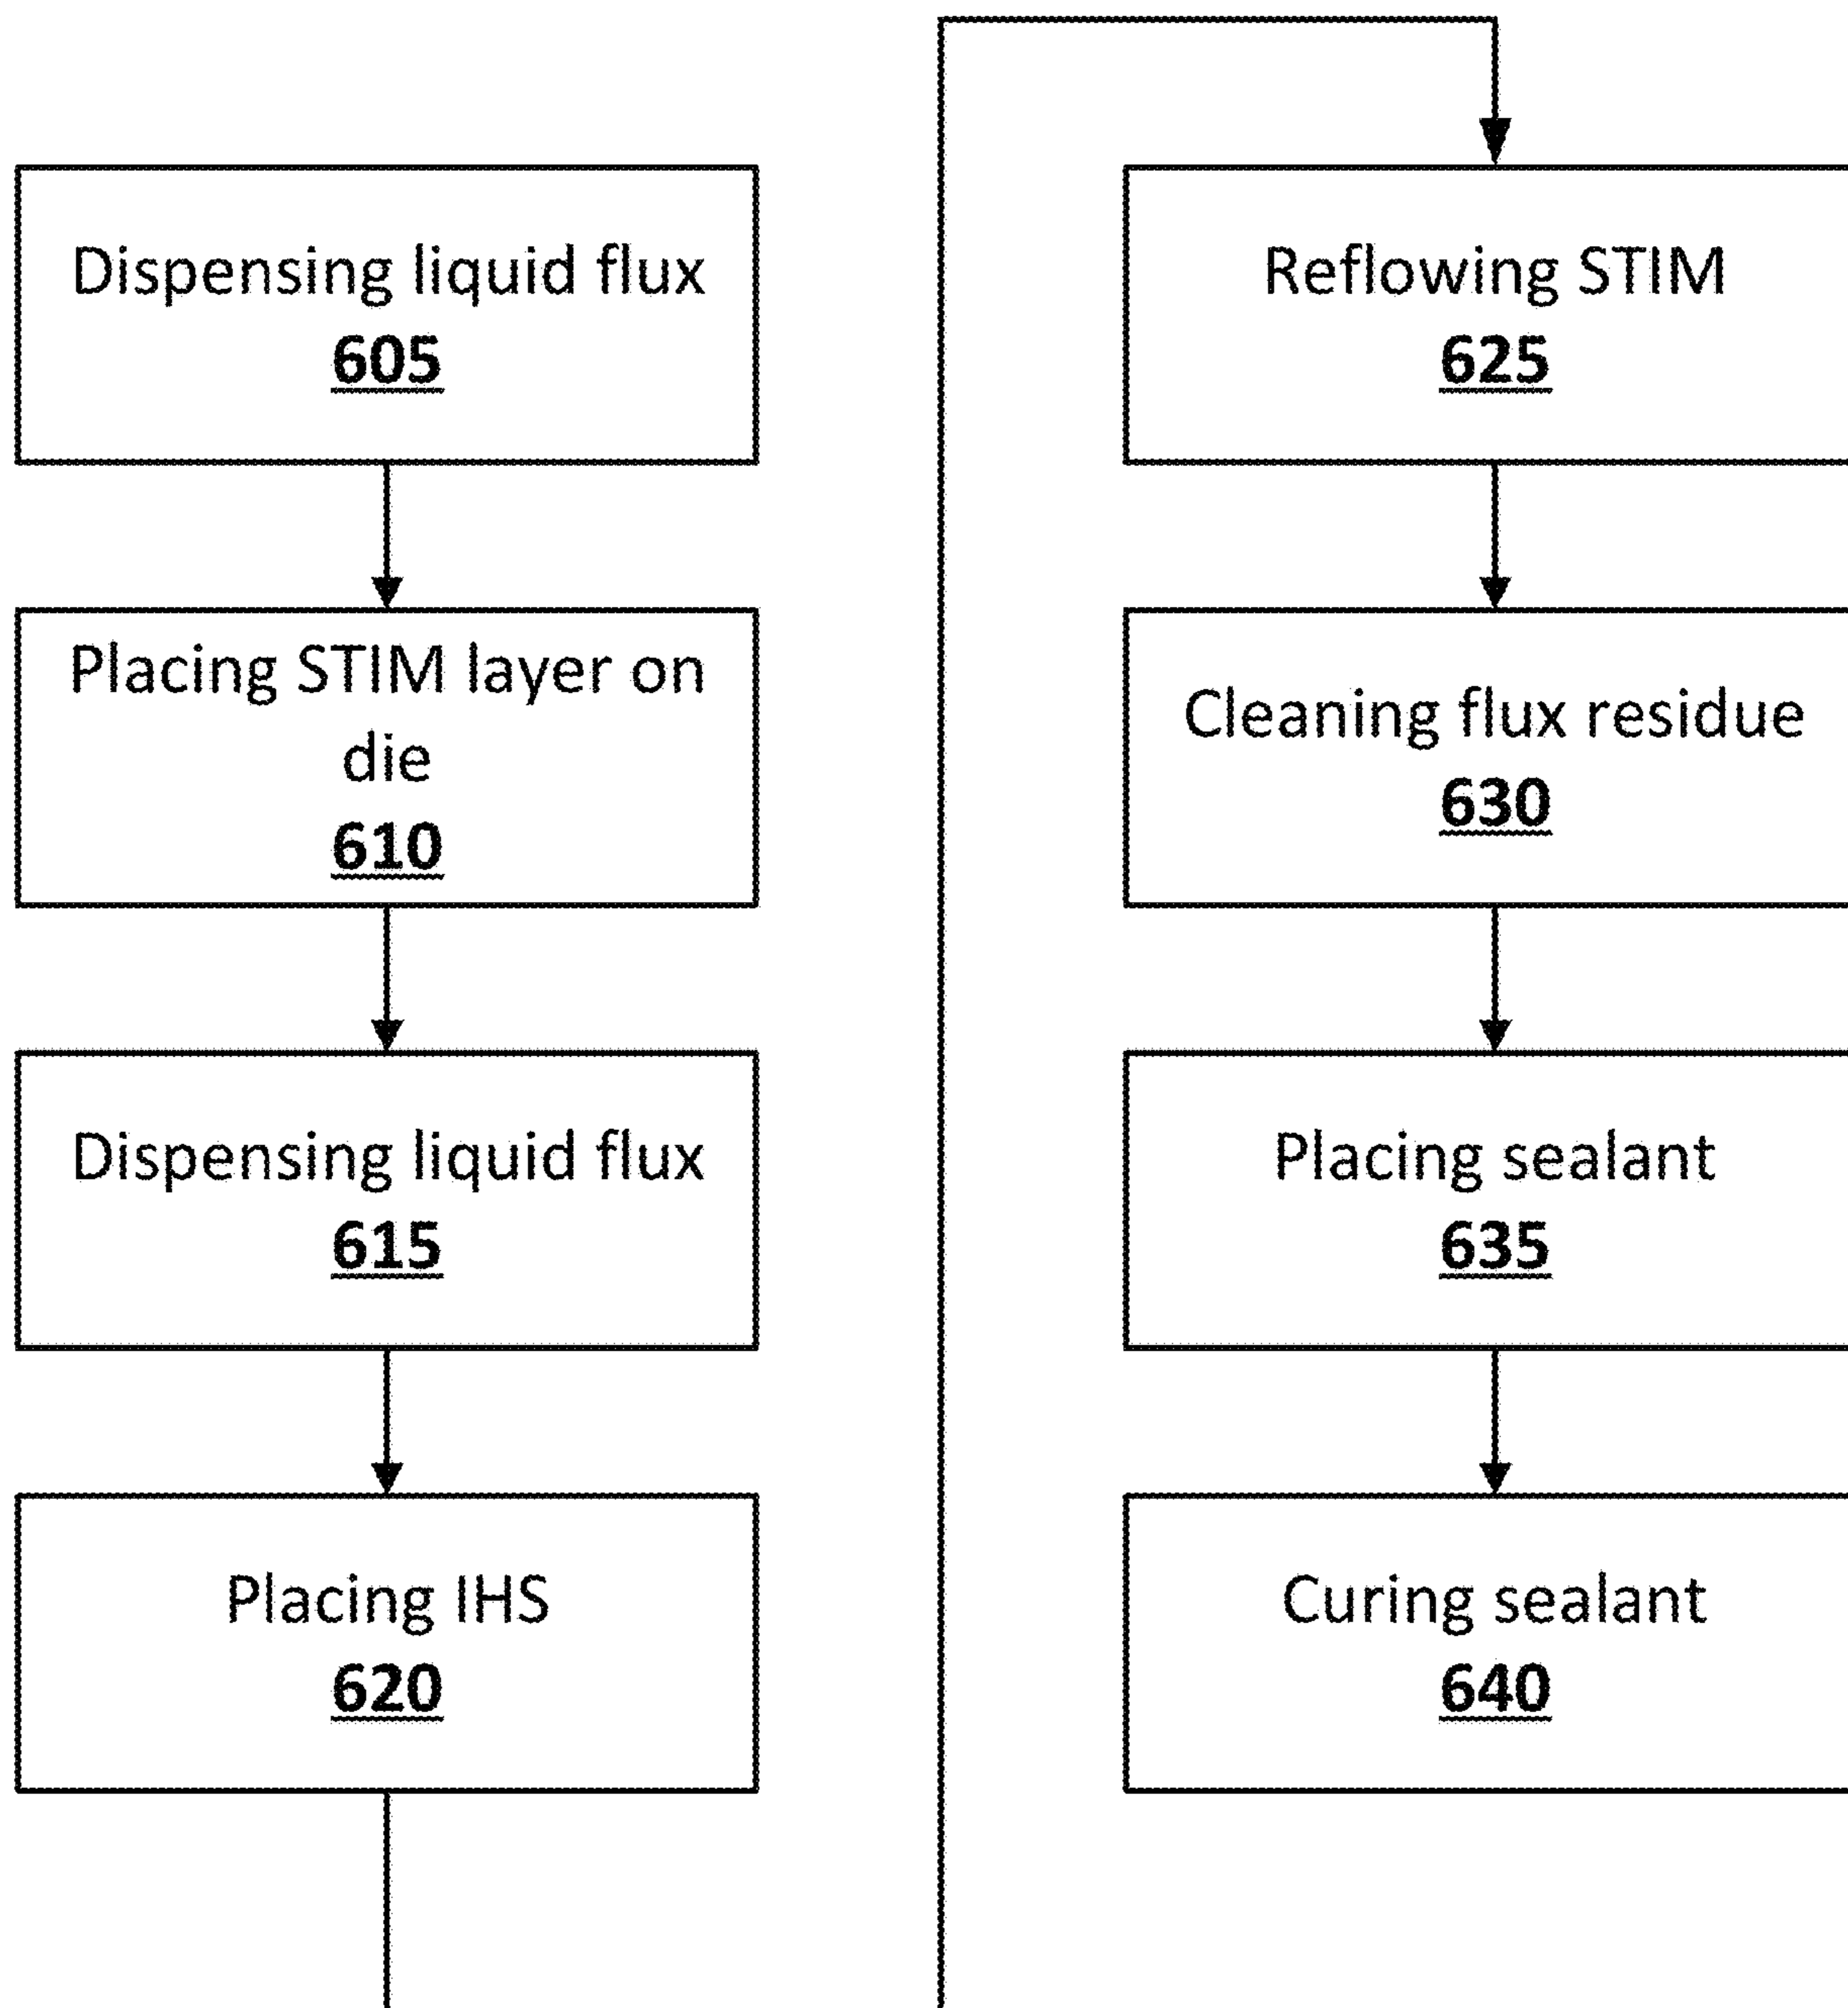 Dispensing liquid flux
605
Placing STIM layer on
die
610
Dispensing liquid flux
615
Placing IHS
620
Reflowing STIM
625
Cleaning flux residue
630
Placing sealant
635
Curing sealant
640